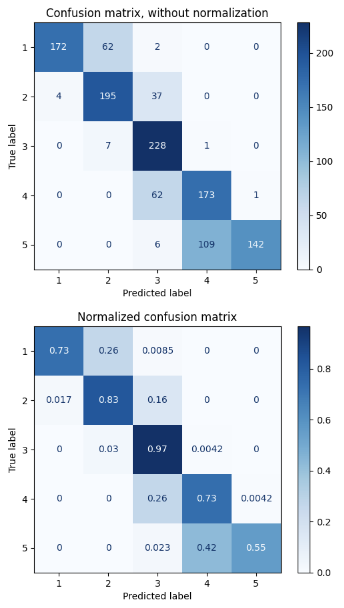 Confusion matrix, without normalization
1 172 62 2 0 0
200
2 4 195 37 0 0
150
True label
3 0 7 228 1 0
100
4 0 0 62 173 1
50
5 0 0 6 109 142
0
1 2 3 4 5
Predicted label
Normalized confusion matrix
1 0.73 0.26 0.0085 0 0
0.8
2 0.017 0.83 0.16 0 0
0.6
True label
3 0 0.03 0.97 0.0042 0
0.4
4 0 0 0.26 0.73 0.0042
0.2
5 0 0 0.023 0.42 0.55
0.0
1 2 3 4 5
Predicted label